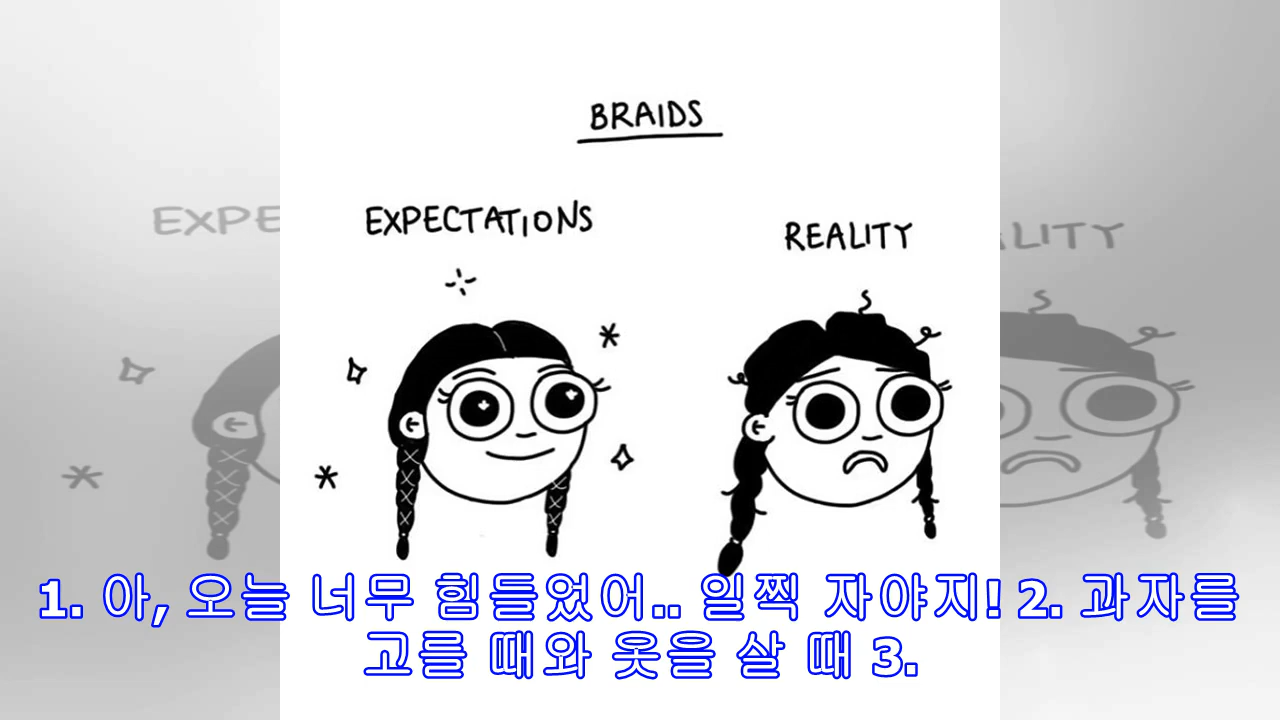 BRAIDS
EXPECTATIONS
REALITY
1. 아, 오늘 너무 힘들었어.. 일찍 자야지! 2. 과자를
고를 때와 옷을 살 때 3.